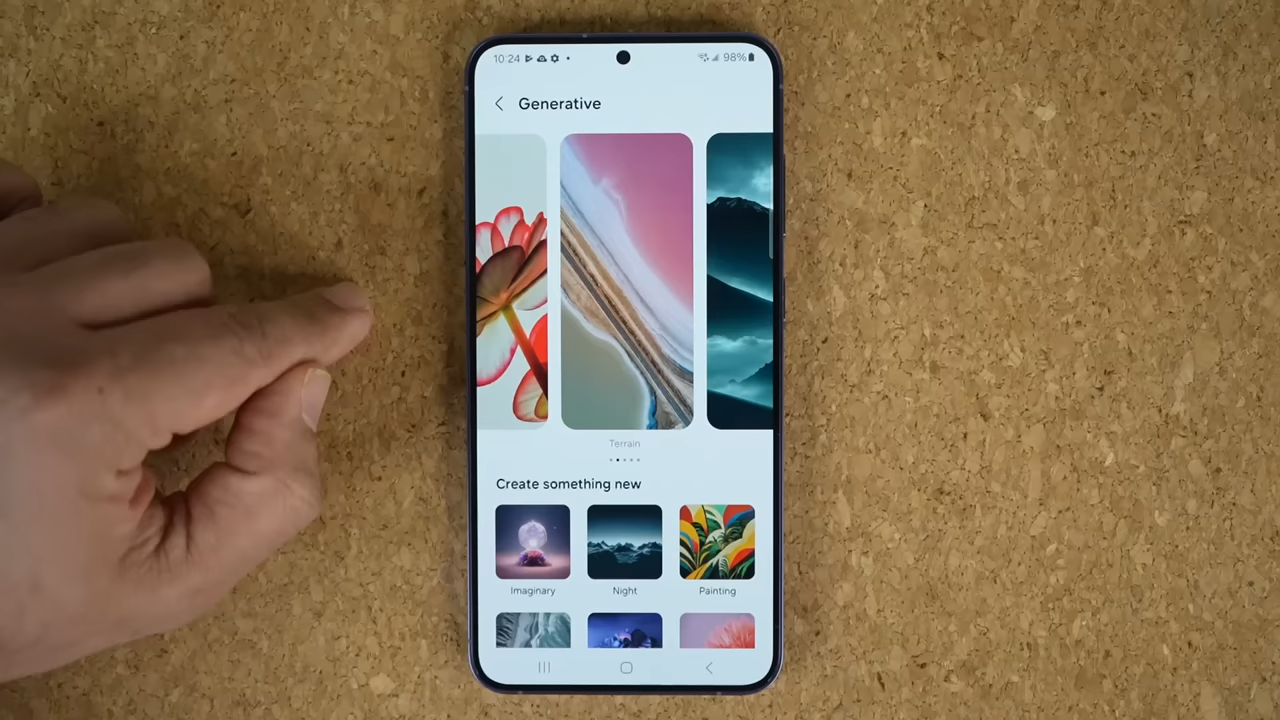 10:24 98%
Generative
Terrain
Create something new
Imaginary Night Painting